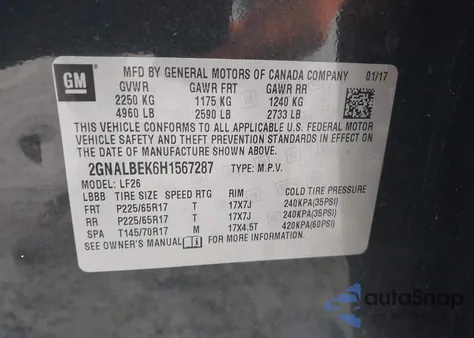 GM
MFD BY GENERAL MOTORS OF CANADA COMPANY 01/17
GVWR GAWR FRT GAWR RR
2250 KG 1175 KG 1240 KG
4960 LB 2590 LB 2733 LB
THIS VEHICLE CONFORMS TO ALL APPLICABLE U.S. FEDERAL MOTOR
VEHICLE SAFETY AND THEFT PREVENTION STANDARDS IN EFFECT ON
THE DATE OF MANUFACTURE SHOWN ABOVE.
2GNALBEK6H1567287 TYPE: M.P.V.
MODEL: LF26
LBBB TIRE SIZE SPEED RTG RIM COLD TIRE PRESSURE
FRT P225/65R17 T 17X7J 240KPA(35PSI)
RR P225/65R17 T 17X7J 240KPA(35PSI)
SPA T145/70R17 M 17X4.5T 420KPA(60PSI)
SEE OWNER'S MANUAL FOR MORE INFORMATION.
autoSnap